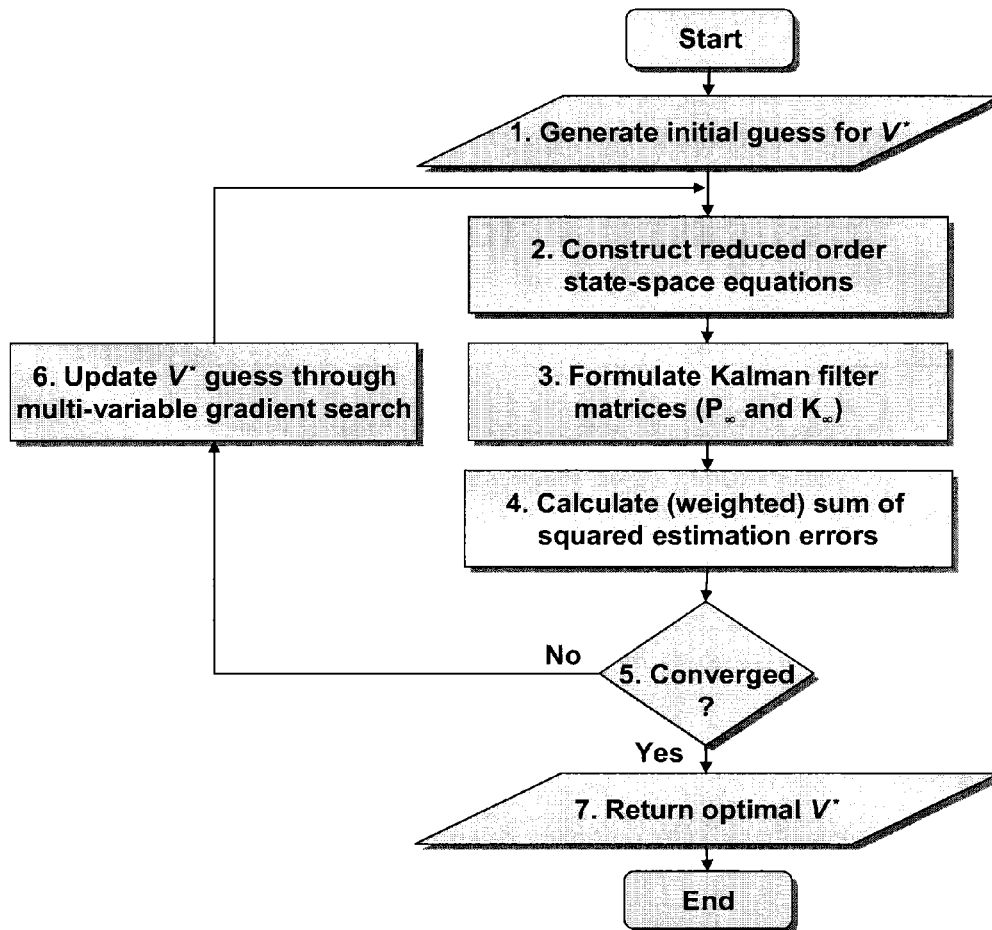 Start
1. Generate initial guess for V*
2. Construct reduced order
state-space equations
3. Formulate Kalman filter
matrices (P∞ and K∞)
4. Calculate (weighted) sum of
squared estimation errors
5. Converged
?
No
6. Update V* guess through
multi-variable gradient search
Yes
7. Return optimal V*
End